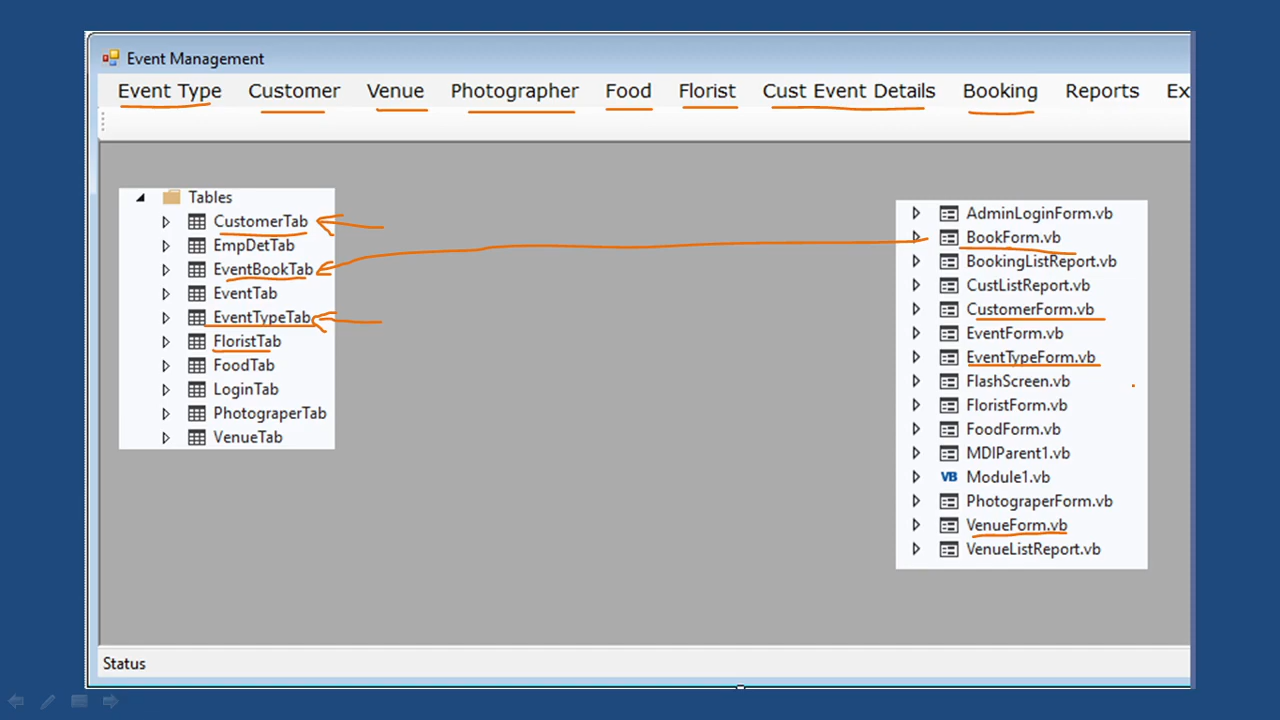 Event Management
Event Type Customer Venue Photographer Food Florist Cust Event Details Booking Reports Ex
Tables
CustomerTab
EmpDetTab
EventBookTab
EventTab
EventTypeTab
FloristTab
FoodTab
LoginTab
PhotograperTab
VenueTab
AdminLoginForm.vb
BookForm.vb
BookingListReport.vb
CustListReport.vb
CustomerForm.vb
EventForm.vb
EventTypeForm.vb
FlashScreen.vb
FloristForm.vb
FoodForm.vb
MDIParent1.vb
VB Module1.vb
PhotograperForm.vb
VenueForm.vb
VenueListReport.vb
Status